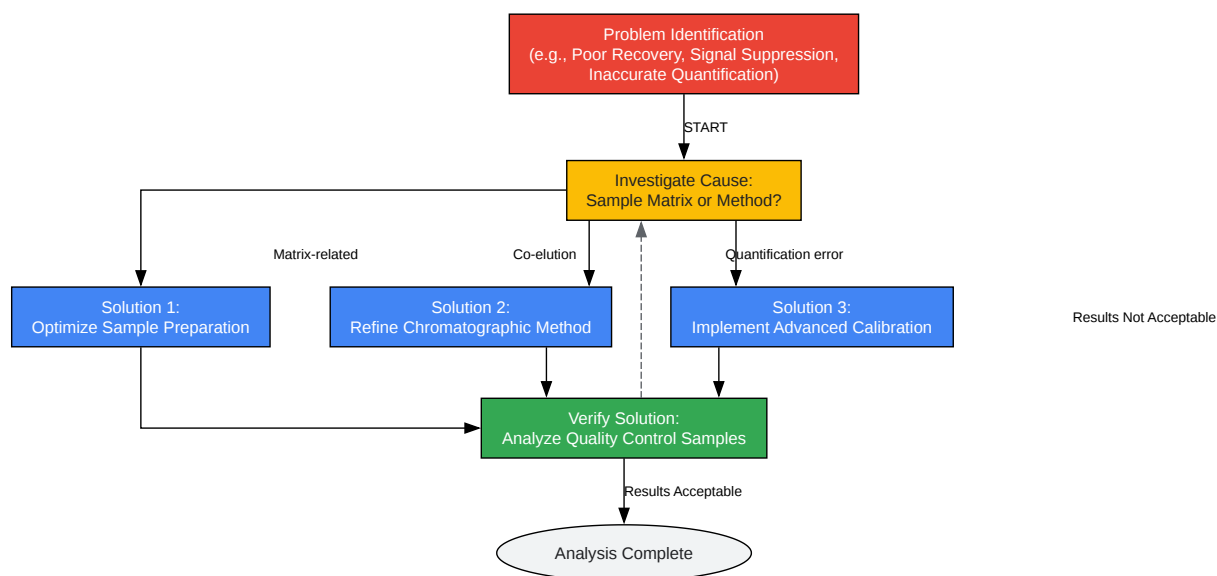 Problem Identification
(e.g., Poor Recovery, Signal Suppression,
Inaccurate Quantification)
START
Investigate Cause:
Sample Matrix or Method?
Matrix-related
Co-elution
Quantification error
Solution 1:
Optimize Sample Preparation
Solution 2:
Refine Chromatographic Method
Solution 3:
Implement Advanced Calibration
Results Not Acceptable
Verify Solution:
Analyze Quality Control Samples
Results Acceptable
Analysis Complete